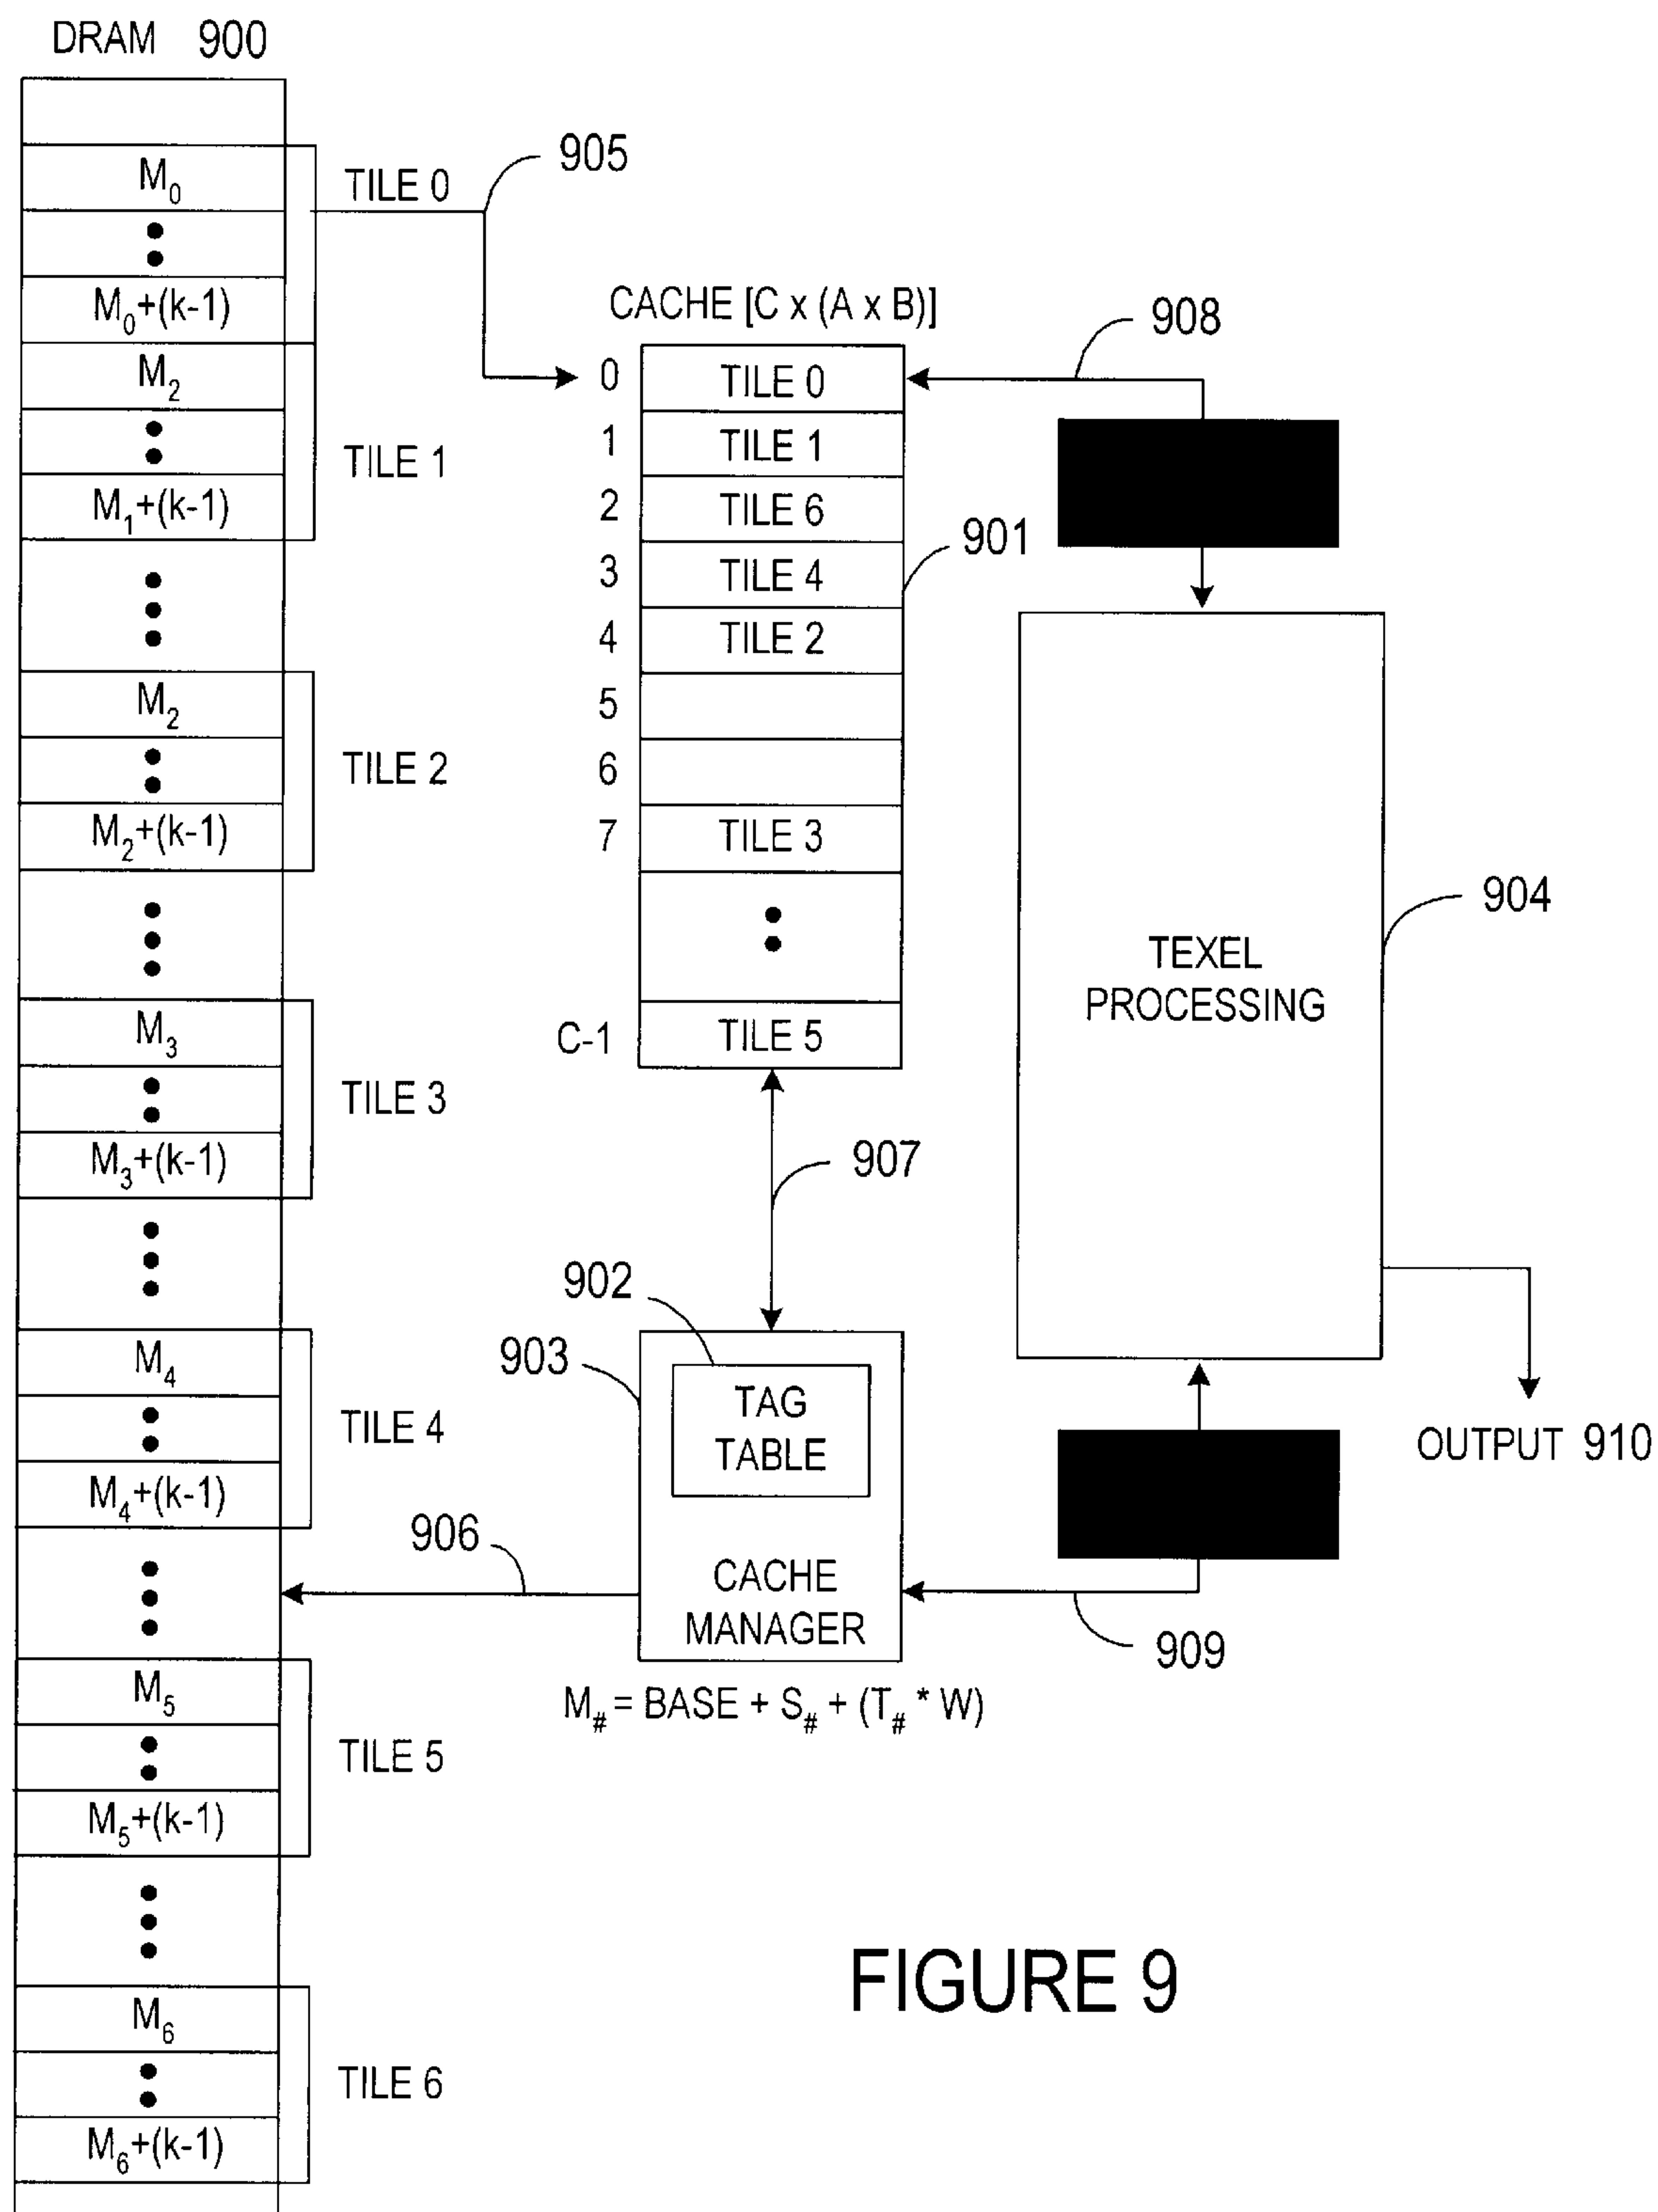 DRAM 900
M0
TILE 0
M0+(k-1)
M2
TILE 1
M1+(k-1)
M2
TILE 2
M2+(k-1)
M3
TILE 3
M3+(k-1)
M4
TILE 4
M4+(k-1)
M5
TILE 5
M5+(k-1)
M6
TILE 6
M6+(k-1)
905
CACHE [C x (A x B)]
0 TILE 0
1 TILE 1
2 TILE 6
3 TILE 4
4 TILE 2
5
6
7 TILE 3
C-1 TILE 5
901
908
904
TEXEL
PROCESSING
907
902
903
TAG
TABLE
CACHE
MANAGER
906
909
OUTPUT 910
M# = BASE + S# + (T# * W)
FIGURE 9